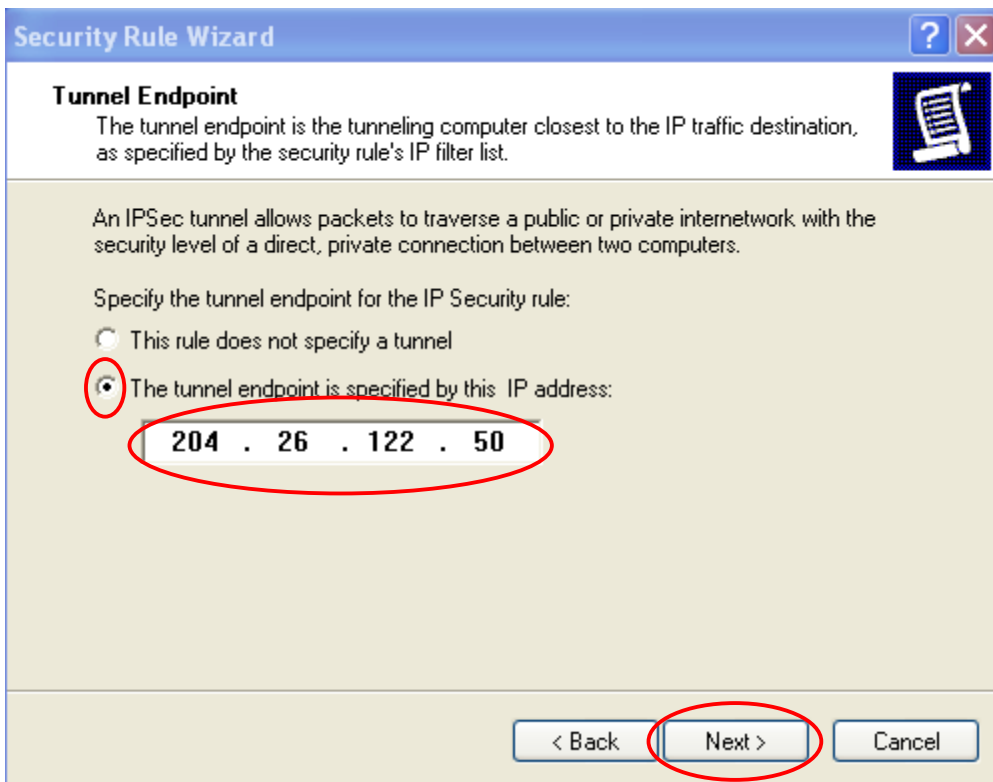 Security Rule Wizard
?
Tunnel Endpoint
The tunnel endpoint is the tunneling computer closest to the IP traffic destination,
as specified by the security rule's IP filter list.
An IPSec tunnel allows packets to traverse a public or private internetwork with the
security level of a direct, private connection between two computers.
Specify the tunnel endpoint for the IP Security rule:
This rule does not specify a tunnel
The tunnel endpoint is specified by this IP address:
204 . 26 . 122 . 50
< Back Next > Cancel